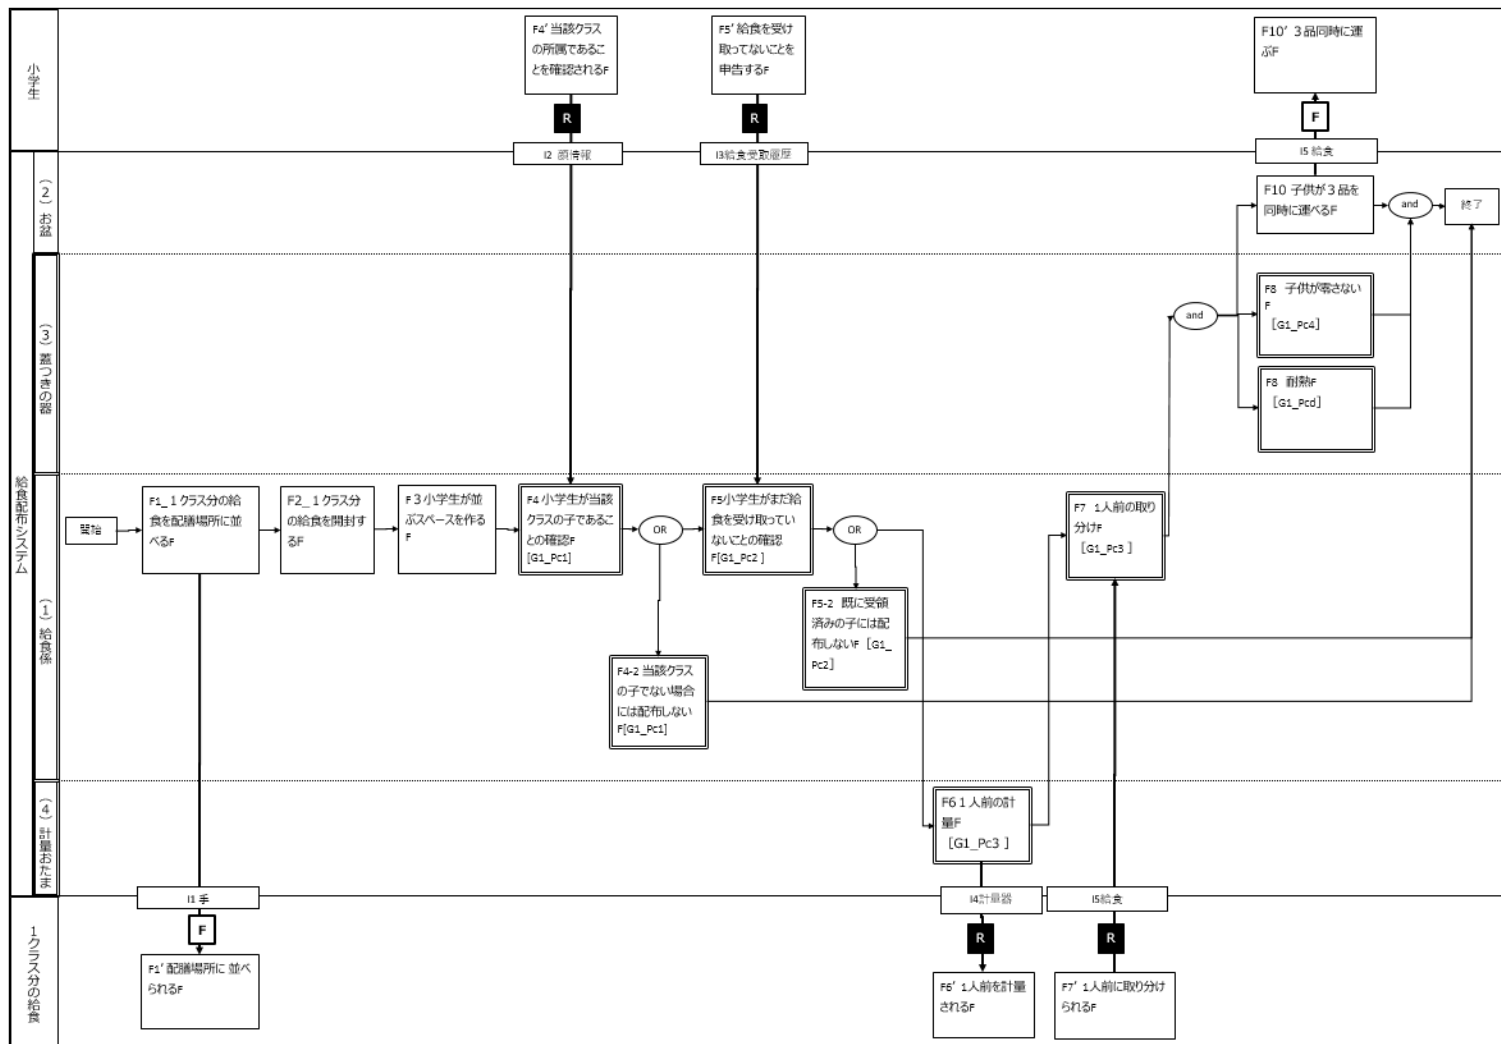 小学生
F4’当該クラス
の所属であるこ
とを確認されるF
F5’給食を受け
取ってないことを
申告するF
F10’３品同時に運
ぶF
R
R
F
I2 顔情報
I3給食受取履歴
I5 給食
給食配布システム
（２）お盆
F10 子供が３品を
同時に運べるF
and
終了
（３）蓋つきの器
and
F8 子供が零さない
F
［G1_Pc4］
F8 耐熱F
［G1_Pcd］
（１）給食係
開始
F1_１クラス分の給
食を配膳場所に並
べるF
F2_１クラス分
の給食を開封す
るF
F３小学生が並
ぶスペースを作る
F
F4 小学生が当該
クラスの子であるこ
との確認F
[G1_Pc1]
OR
F5小学生がまだ給
食を受け取ってい
ないことの確認
F[G1_Pc2 ]
OR
F7 1人前の取り
分けF
［G1_Pc3 ］
F5-2 既に受領
済みの子には配
布しないF［G1_
Pc2］
F4-2 当該クラス
の子でない場合
には配布しない
F[G1_Pc1]
（４）計量おたま
F6１人前の計
量F
［G1_Pc3 ］
I1 手
I4計量器
I5給食
1クラス分の給食
F
R
R
F1’配膳場所に 並べ
られるF
F6’1人前を計量
されるF
F7’1人前に取り分け
られるF